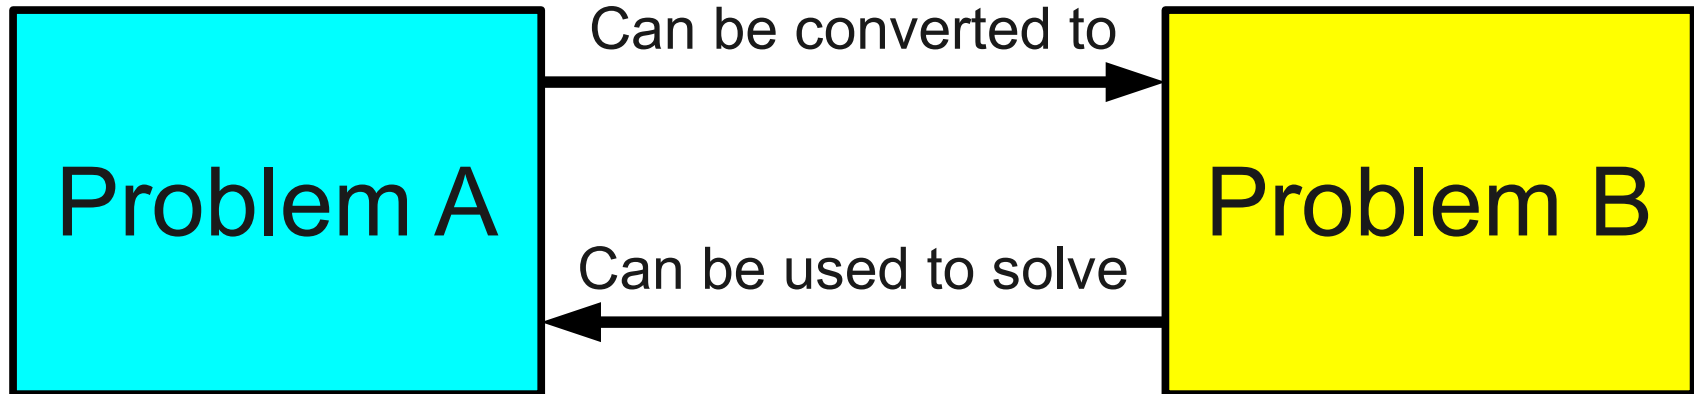 Can be converted to
Problem A
Problem B
Can be used to solve